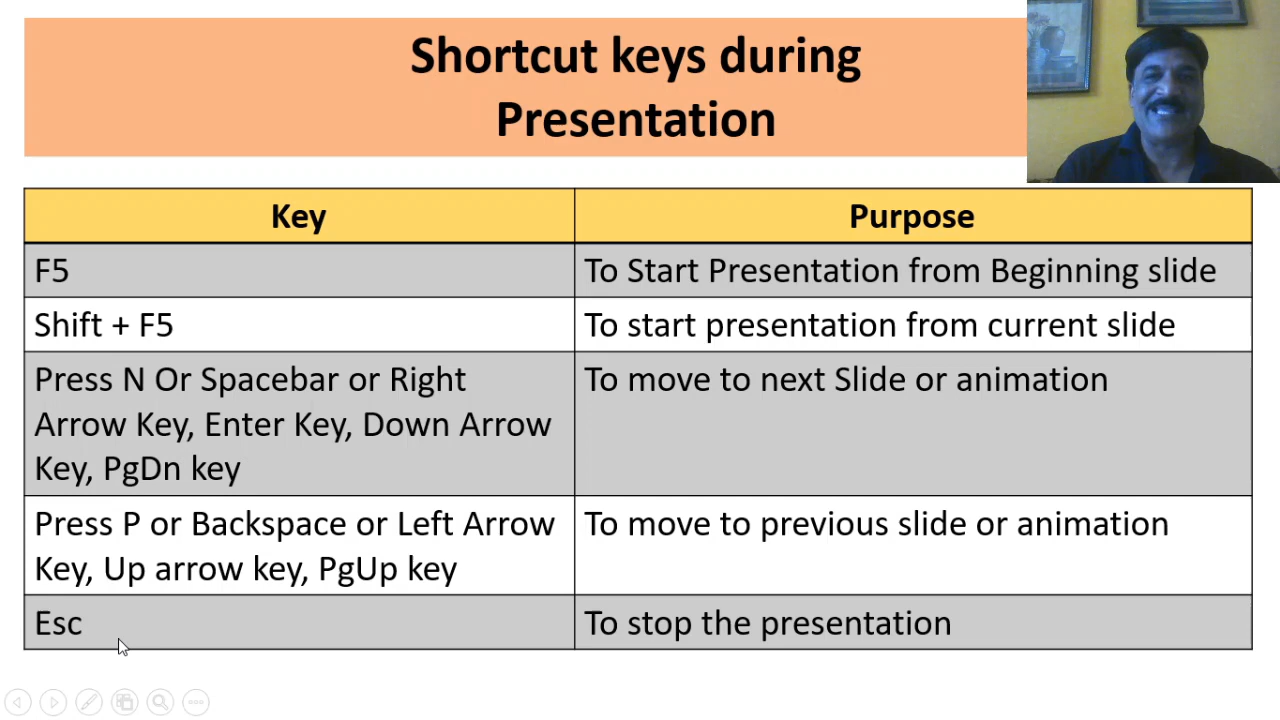 Shortcut keys during
Presentation
Key
Purpose
F5
To Start Presentation from Beginning slide
Shift + F5
To start presentation from current slide
Press N Or Spacebar or Right
Arrow Key, Enter Key, Down Arrow
Key, PgDn key
To move to next Slide or animation
Press P or Backspace or Left Arrow
Key, Up arrow key, PgUp key
To move to previous slide or animation
Esc
To stop the presentation